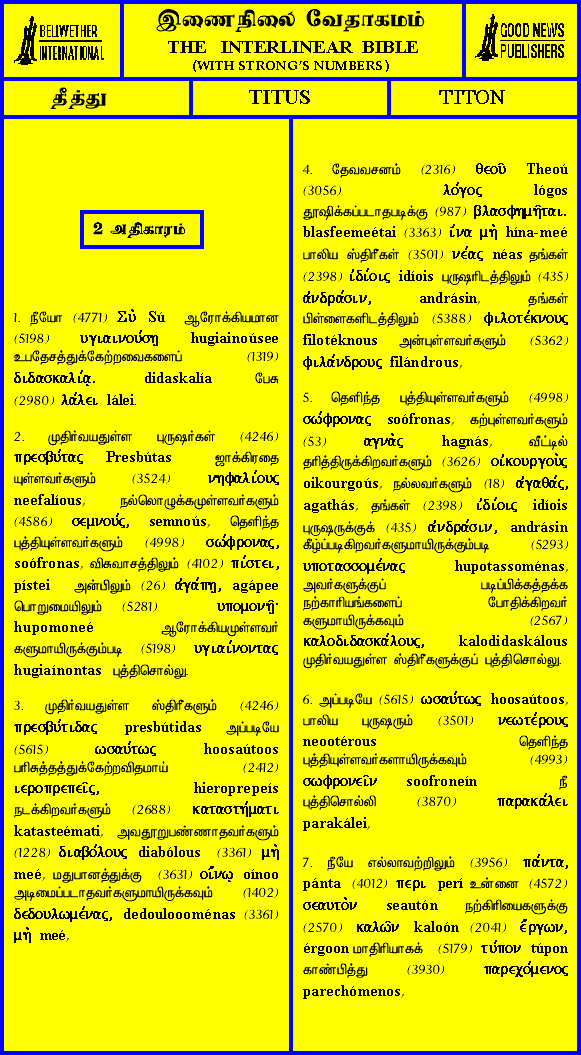 BELIWETHER
INTERNATIONAL
இணைநிலை வேதாகமம்
THE INTERLINEAR BIBLE
(WITH STRONG'S NUMBERS)
GOOD NEWS
PUBLISHERS
தீத்து
TITUS
TITON
2 அதிகாரம்
1. நீயோ (4771) Σὺ Sú ஆரோக்கியமான
(5198) υγιαινούσῃ hugiainoúsee
உபதேசத்துக்கேற்றவைகளைப் (1319)
διδασκαλίᾳ. didaskalía பேசு
(2980) λάλει lálei.
2. முதிர்வயதுள்ள புருஷர்கள் (4246)
πρεσβύτας Presbútas ஜாக்கிரதை
யுள்ளவர்களும் (3524) νηφαλίους
neefalíous, நல்லொழுக்கமுள்ளவர்களும்
(4586) σεμνούς, semnoús, தெளிந்த
புத்தியுள்ளவர்களும் (4998) σώφρονας,
soófronas, விசுவாசத்திலும் (4102) πίστει,
pístei அன்பிலும் (26) ἀγάπῃ, agápee
பொறுமையிலும் (5281) υπομονῇ·
hupomoneé ஆரோக்கியமுள்ளவர்
களுமாயிருக்கும்படி (5198) υγιαίνοντας
hugiaínontas புத்திசொல்லு.
3. முதிர்வயதுள்ள ஸ்திரீகளும் (4246)
πρεσβύτιδας presbútidas அப்படியே
(5615) ωσαύτως hoosaútoos
பரிசுத்தத்துக்கேற்றவிதமாய் (2412)
ιεροπρεπεῖς, hieroprepeís
நடக்கிறவர்களும் (2688) καταστήματι
katasteémati, அவதூறுபண்ணாதவர்களும்
(1228) διαβόλους diabólous (3361) μὴ
meé, மதுபானத்துக்கு (3631) οἴνῳ oínoo
அடிமைப்படாதவர்களுமாயிருக்கவும் (1402)
δεδουλωμένας, dedouloooménas (3361)
μὴ meé,
4. தேவவசனம் (2316) θεοῦ Theoú
(3056) λόγος lógos
தூஷிக்கப்படாதபடிக்கு (987) βλασφημῆται.
blasfeemeétai (3363) ίνα μὴ hína-meé
பாலிய ஸ்திரீகள் (3501) νέας néas தங்கள்
(2398) ἰδίοις idíois புருஷரிடத்திலும் (435)
ἀνδράσιν, andrásin, தங்கள்
பிள்ளைகளிடத்திலும் (5388) φιλοτέκνους
filotéknous அன்புள்ளவர்களும் (5362)
φιλάνδρους filándrous,
5. தெளிந்த புத்தியுள்ளவர்களும் (4998)
σώφρονας soófronas, கற்புள்ளவர்களும்
(53) αγνὰς hagnás, வீட்டில்
தரித்திருக்கிறவர்களும் (3626) οἰκουργοὺς
oikourgoús, நல்லவர்களும் (18) ἀγαθάς,
agathás, தங்கள் (2398) ἰδίοις idíois
புருஷருக்குக் (435) ἀνδράσιν, andrásin
கீழ்ப்படிகிறவர்களுமாயிருக்கும்படி (5293)
υποτασσομένας hupotassoménas,
அவர்களுக்குப் படிப்பிக்கத்தக்க
நற்காரியங்களைப் போதிக்கிறவர்
களுமாயிருக்கவும் (2567)
καλοδιδασκάλους, kalodidaskálous
முதிர்வயதுள்ள ஸ்திரீகளுக்குப் புத்திசொல்லு.
6. அப்படியே (5615) ωσαύτως hoosaútoos,
பாலிய புருஷரும் (3501) νεωτέρους
neootérous தெளிந்த
புத்தியுள்ளவர்களாயிருக்கவும் (4993)
σωφρονεῖν soofroneín நீ
புத்திசொல்லி (3870) παρακάλει
parakálei,
7. நீயே எல்லாவற்றிலும் (3956) πάντα,
pánta (4012) περι perí உன்னை (4572)
σεαυτὸν seautón நற்கிரியைகளுக்கு
(2570) καλῶν kaloón (2041) ἔργων,
érgoon மாதிரியாகக் (5179) τύπον túpon
காண்பித்து (3930) παρεχόμενος
parechómenos,